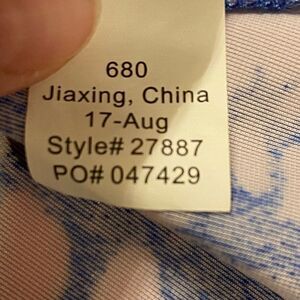 680
Jiaxing, China
17-Aug
Style# 27887
PO# 047429